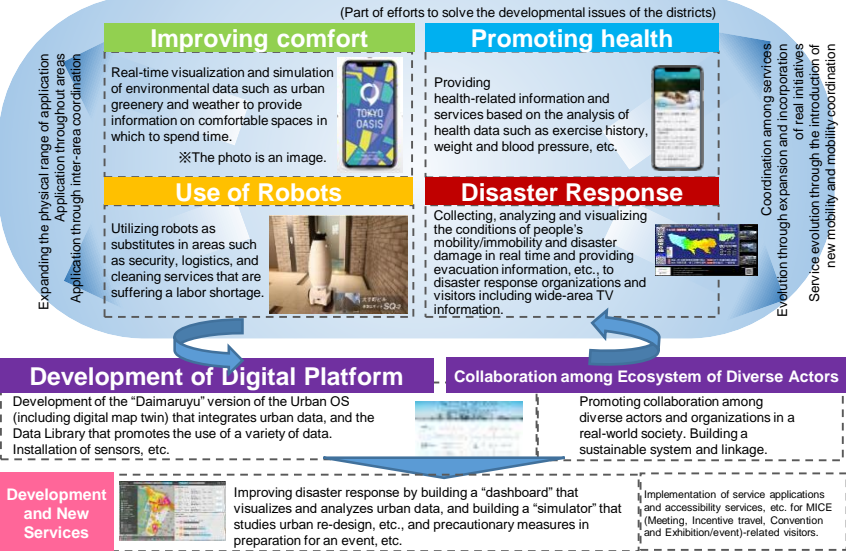 (Part of efforts to solve the developmental issues of the districts)
Improving comfort
Real-time visualization and simulation
of environmental data such as urban
greenery and weather to provide
information on comfortable spaces in
which to spend time.
※The photo is an image.
TOKYO
OASIS
Promoting health
Providing
health-related information and
services based on the analysis of
health data such as exercise history,
weight and blood pressure, etc.
Use of Robots
Utilizing robots as
substitutes in areas such
as security, logistics, and
cleaning services that are
suffering a labor shortage.
SQ-2
Disaster Response
Collecting, analyzing and visualizing
the conditions of people's
mobility/immobility and disaster
damage in real time and providing
evacuation information, etc., to
disaster response organizations and
visitors including wide-area TV
information.
Expanding the physical range of application
Application throughout areas
Application through inter-area coordination
Coordination among services
Evolution through expansion and incorporation
of real initiatives
Service evolution through the introduction of
new mobility and mobility coordination
Development of Digital Platform
Development of the “Daimaruyu” version of the Urban OS
(including digital map twin) that integrates urban data, and the
Data Library that promotes the use of a variety of data.
Installation of sensors, etc.
Collaboration among Ecosystem of Diverse Actors
Promoting collaboration among
diverse actors and organizations in a
real-world society. Building a
sustainable system and linkage.
Development
and New
Services
Improving disaster response by building a “dashboard” that
visualizes and analyzes urban data, and building a “simulator” that
studies urban re-design, etc., and precautionary measures in
preparation for an event, etc.
Implementation of service applications
and accessibility services, etc. for MICE
(Meeting, Incentive travel, Convention
and Exhibition/event)-related visitors.